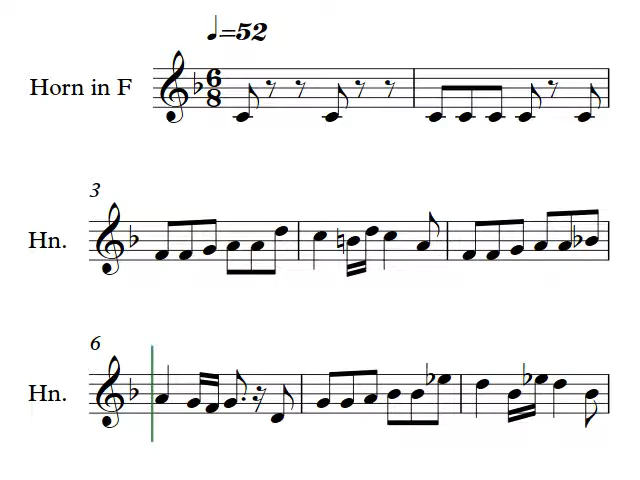 ♩=52
Horn in F
6
8
3
Hn.
6
Hn.